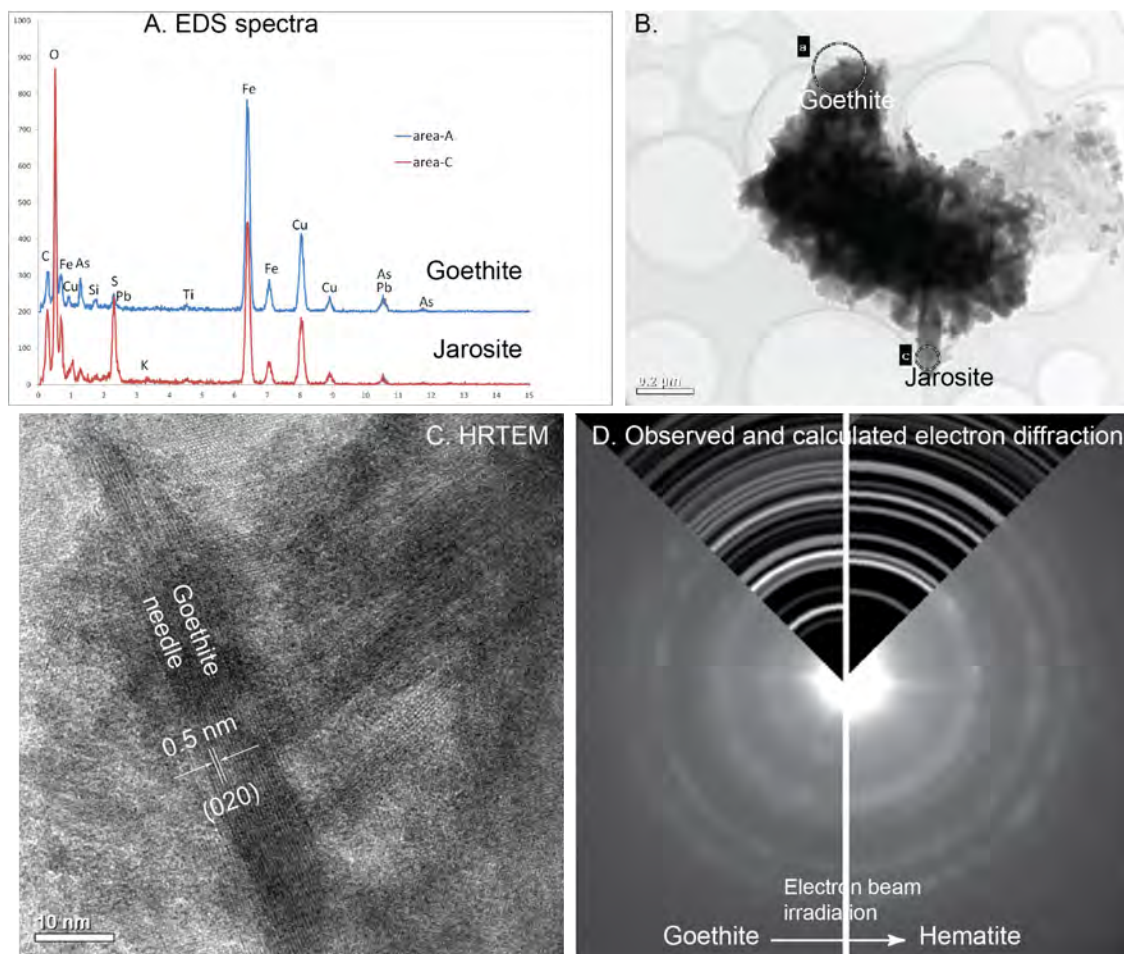 A. EDS spectra
1000
900
800
700
600
500
400
300
200
100
0
O
C
Fe
Cu
As
Si
S
Pb
K
Ti
Fe
Fe
Cu
Cu
As
Pb
As
area-A
area-C
Goethite
Jarosite
0 1 2 3 4 5 6 7 8 9 10 11 12 13 14 15
B.
a
Goethite
c
Jarosite
0.2 µm
C. HRTEM
Goethite
needle
0.5 nm
(020)
10 nm
D. Observed and calculated electron diffraction
Electron beam
irradiation
Goethite
Hematite